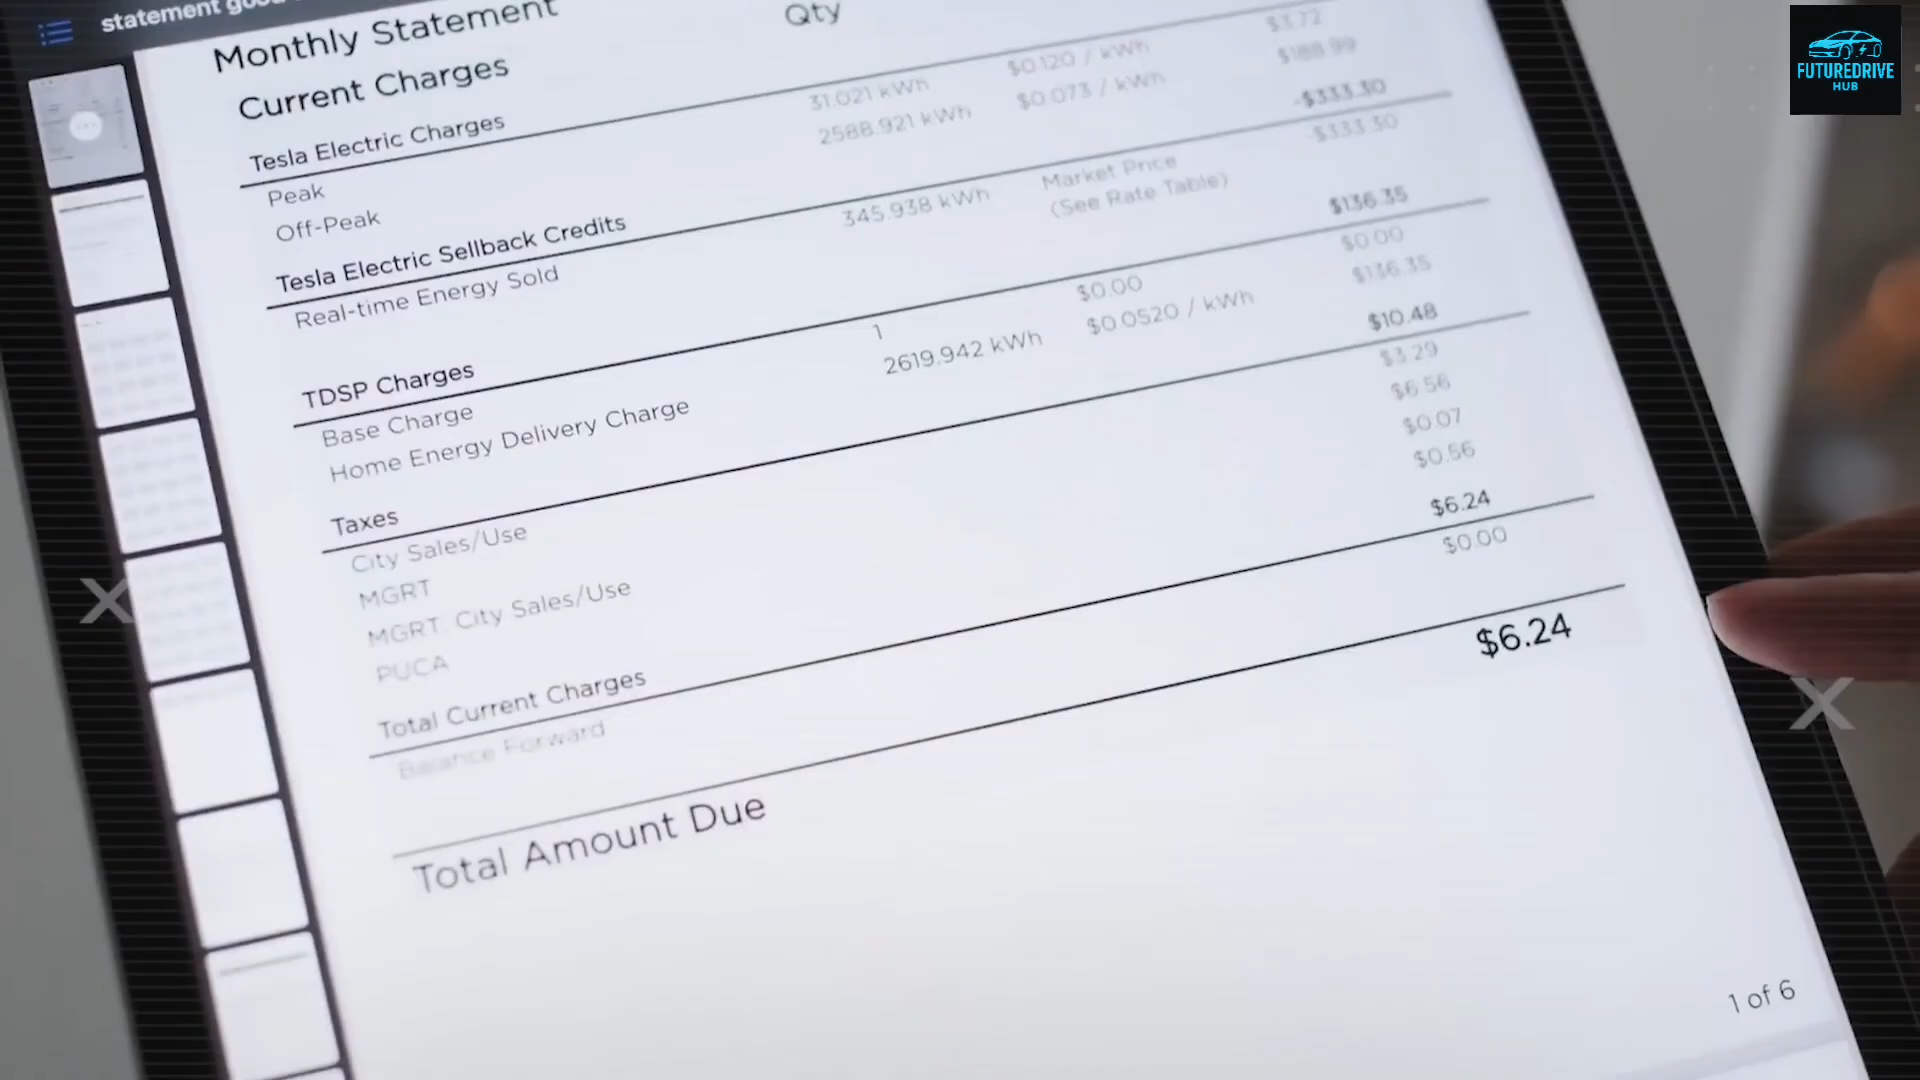 statement
FUTUREDRIVE
HUB
Monthly Statement
Qty
Current Charges
Tesla Electric Charges
Peak 31.021 kWh $0.120 / kWh $3.72
Off-Peak 2588.921 kWh $0.073 / kWh $188.99
Tesla Electric Sellback Credits -$333.30
Real-time Energy Sold 345.938 kWh Market Price -$333.30
(See Rate Table)
TDSP Charges $136.35
Base Charge 1 $0.00 $0.00
Home Energy Delivery Charge 2619.942 kWh $0.0520 / kWh $136.35
Taxes $10.48
City Sales/Use $3.29
MGRT $6.56
MGRT City Sales/Use $0.07
PUCA $0.56
Total Current Charges $6.24
Balance Forward $0.00
Total Amount Due $6.24
1 of 6